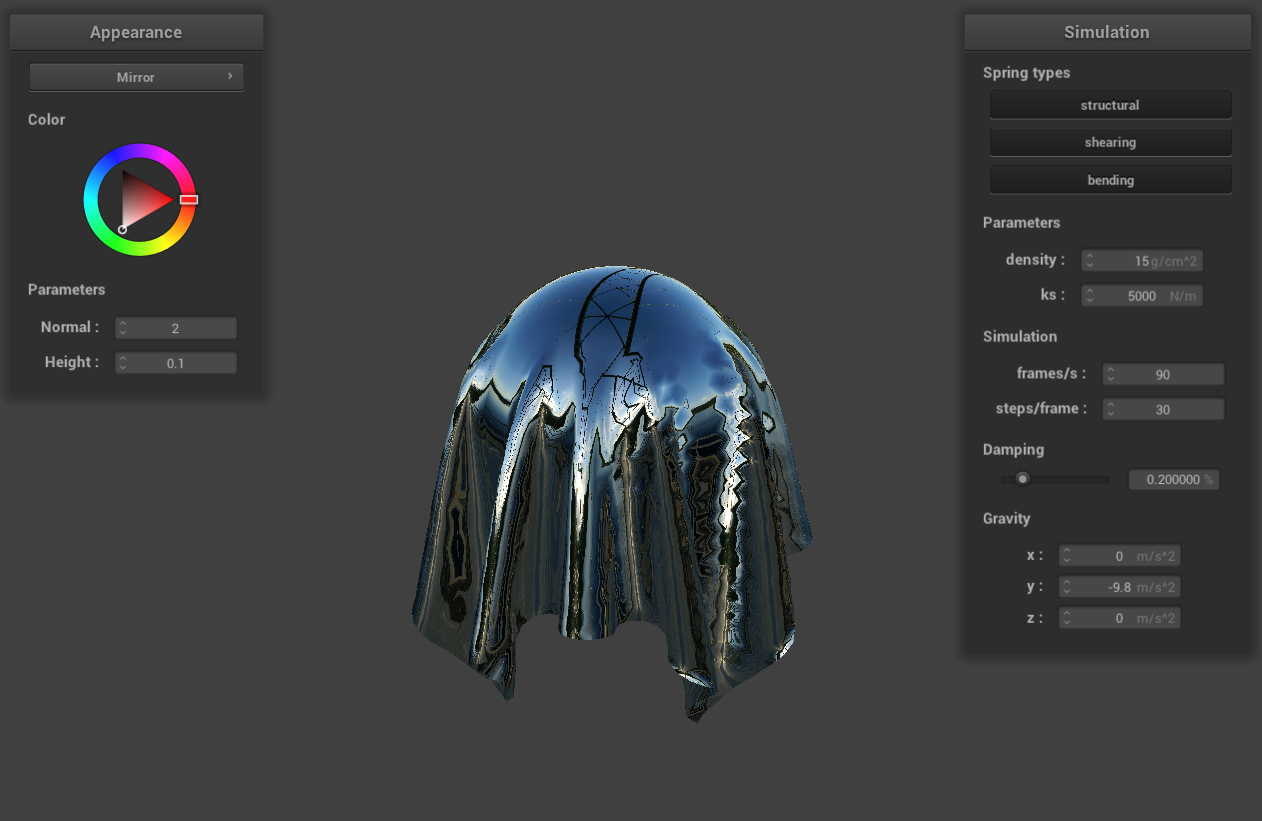 Appearance
Mirror
Color
Parameters
Normal : 2
Height : 0.1
Simulation
Spring types
structural
shearing
bending
Parameters
density : 15 g/cm^2
ks : 5000 N/m
Simulation
frames/s : 90
steps/frame : 30
Damping
0.200000 %
Gravity
x : 0 m/s^2
y : -9.8 m/s^2
z : 0 m/s^2